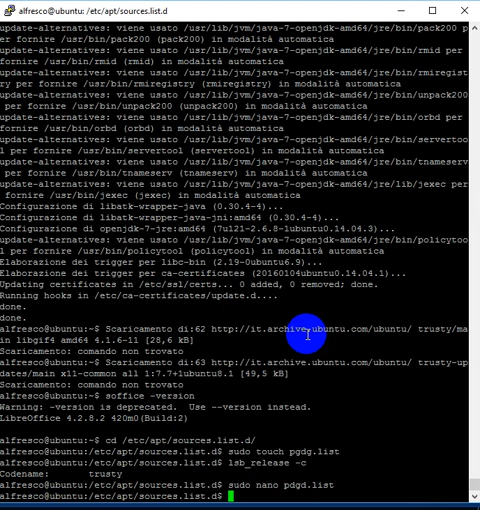 alfresco@ubuntu: /etc/apt/sources.list.d
update-alternatives: viene usato /usr/lib/jvm/java-7-openjdk-amd64/jre/bin/pack200 p
er fornire /usr/bin/pack200 (pack200) in modalità automatica
update-alternatives: viene usato /usr/lib/jvm/java-7-openjdk-amd64/jre/bin/rmid per
fornire /usr/bin/rmid (rmid) in modalità automatica
update-alternatives: viene usato /usr/lib/jvm/java-7-openjdk-amd64/jre/bin/rmiregist
ry per fornire /usr/bin/rmiregistry (rmiregistry) in modalità automatica
update-alternatives: viene usato /usr/lib/jvm/java-7-openjdk-amd64/jre/bin/unpack200
 per fornire /usr/bin/unpack200 (unpack200) in modalità automatica
update-alternatives: viene usato /usr/lib/jvm/java-7-openjdk-amd64/jre/bin/orbd per
fornire /usr/bin/orbd (orbd) in modalità automatica
update-alternatives: viene usato /usr/lib/jvm/java-7-openjdk-amd64/jre/bin/servertoo
l per fornire /usr/bin/servertool (servertool) in modalità automatica
update-alternatives: viene usato /usr/lib/jvm/java-7-openjdk-amd64/jre/bin/tnameserv
 per fornire /usr/bin/tnameserv (tnameserv) in modalità automatica
update-alternatives: viene usato /usr/lib/jvm/java-7-openjdk-amd64/jre/lib/jexec per
 fornire /usr/bin/jexec (jexec) in modalità automatica
Configurazione di libatk-wrapper-java (0.30.4-4)...
Configurazione di libatk-wrapper-java-jni:amd64 (0.30.4-4)...
Configurazione di openjdk-7-jre:amd64 (7u121-2.6.8-1ubuntu0.14.04.3)...
update-alternatives: viene usato /usr/lib/jvm/java-7-openjdk-amd64/jre/bin/policytoo
l per fornire /usr/bin/policytool (policytool) in modalità automatica
Elaborazione dei trigger per libc-bin (2.19-0ubuntu6.9)...
Elaborazione dei trigger per ca-certificates (20160104ubuntu0.14.04.1)...
Updating certificates in /etc/ssl/certs... 0 added, 0 removed; done.
Running hooks in /etc/ca-certificates/update.d....
done.
done.
alfresco@ubuntu:~$ Scaricamento di:62 http://it.archive.ubuntu.com/ubuntu/ trusty/ma
in libgif4 amd64 4.1.6-11 [28,6 kB]
Scaricamento: comando non trovato
alfresco@ubuntu:~$ Scaricamento di:63 http://it.archive.ubuntu.com/ubuntu/ trusty-up
dates/main x11-common all 1:7.7+1ubuntu8.1 [49,5 kB]
Scaricamento: comando non trovato
alfresco@ubuntu:~$ soffice -version
Warning: -version is deprecated.  Use --version instead.
LibreOffice 4.2.8.2 420m0(Build:2)
alfresco@ubuntu:~$ cd /etc/apt/sources.list.d/
alfresco@ubuntu:/etc/apt/sources.list.d$ sudo touch pgdg.list
alfresco@ubuntu:/etc/apt/sources.list.d$ lsb_release -c
Codename:       trusty
alfresco@ubuntu:/etc/apt/sources.list.d$ sudo nano pdgd.list
alfresco@ubuntu:/etc/apt/sources.list.d$